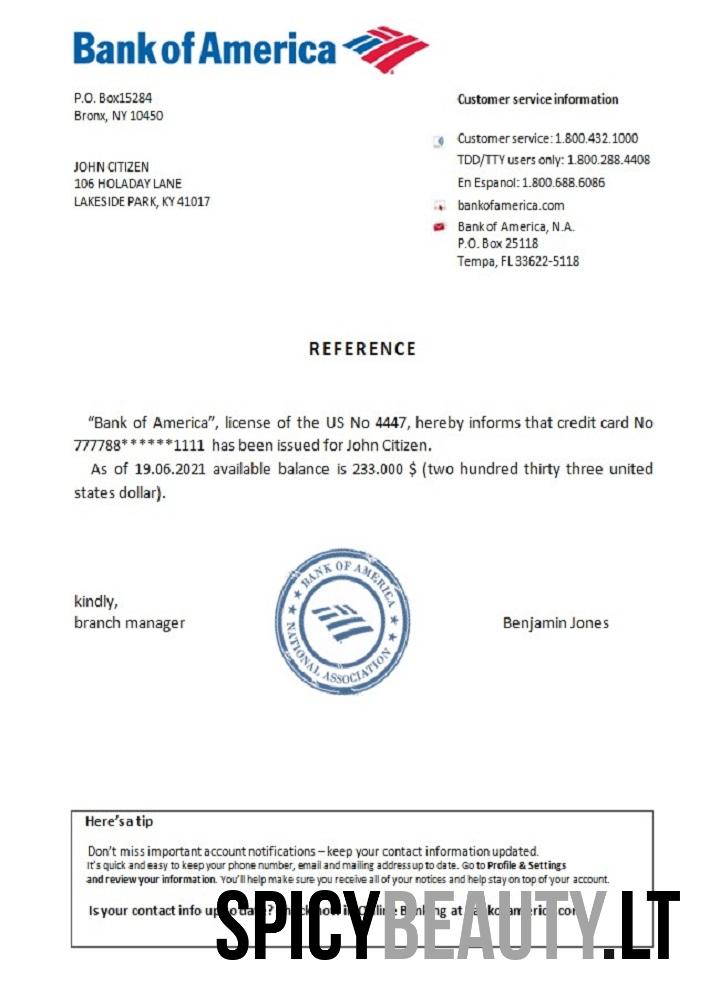 Bank of America
P.O. Box15284
Bronx, NY 10450
JOHN CITIZEN
106 HOLADAY LANE
LAKESIDE PARK, KY 41017
Customer service information
Customer service: 1.800.432.1000
TDD/TTY users only: 1.800.288.4408
En Espanol: 1.800.688.6086
bankofamerica.com
Bank of America, N.A.
P.O. Box 25118
Tempa, FL 33622-5118
REFERENCE
“Bank of America”, license of the US No 4447, hereby informs that credit card No
777788******1111 has been issued for John Citizen.
As of 19.06.2021 available balance is 233.000 $ (two hundred thirty three united
states dollar).
kindly,
branch manager
BANK OF AMERICA
NATIONAL ASSOCIATION
Benjamin Jones
Here's a tip
Don't miss important account notifications – keep your contact information updated.
It's quick and easy to keep your phone number, email and mailing address up to date. Go to Profile & Settings
and review your information. You'll help make sure you receive all of your notices and help stay on top of your account.
Is your contact info up to date? Check now in Online Banking at
SPICYBEAUTY.LT